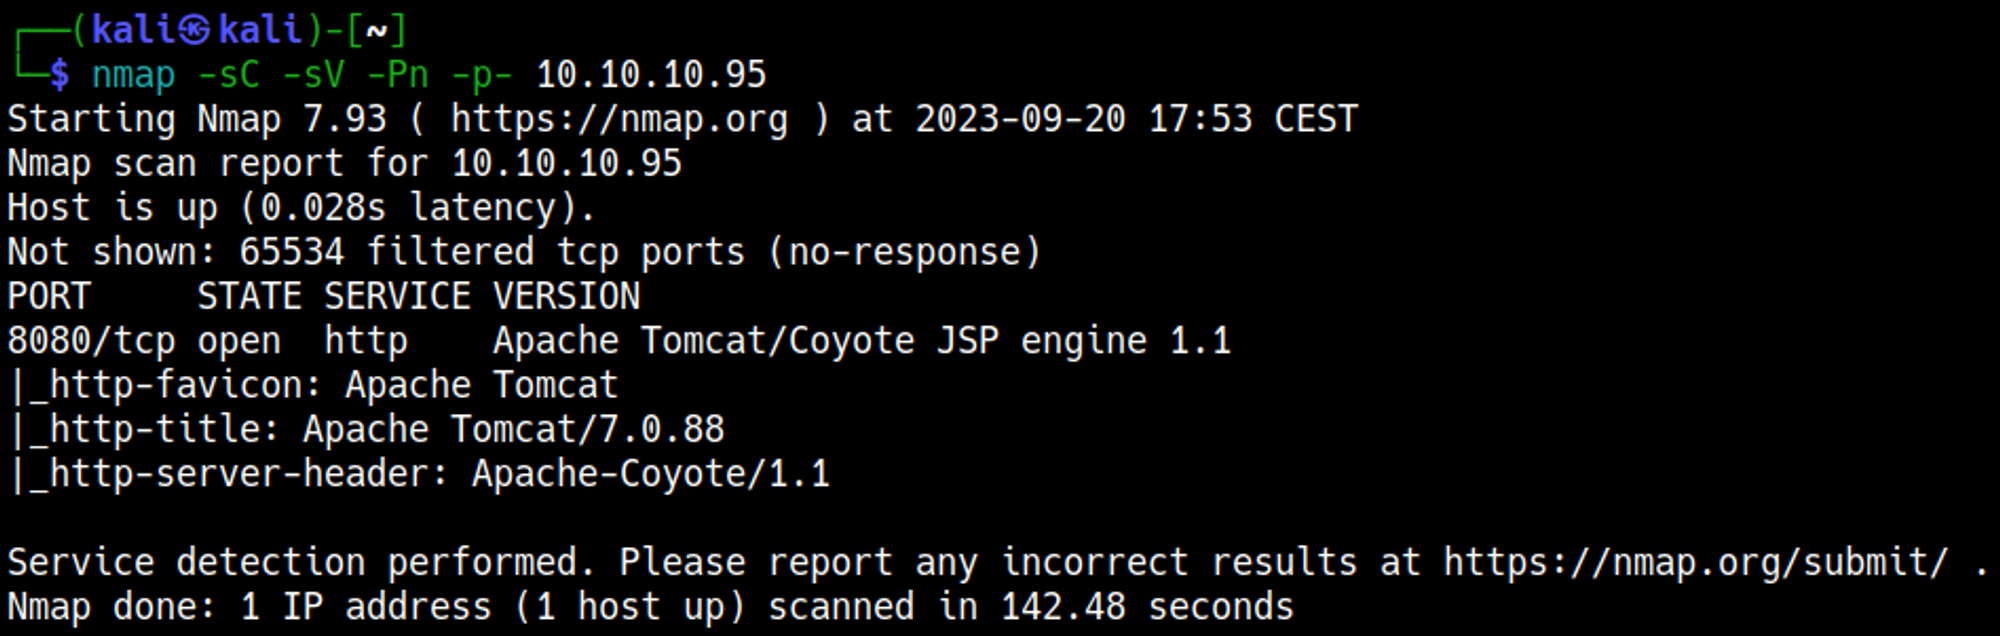 ┌──(kali㉿kali)-[~]
└─$ nmap -sC -sV -Pn -p- 10.10.10.95
Starting Nmap 7.93 ( https://nmap.org ) at 2023-09-20 17:53 CEST
Nmap scan report for 10.10.10.95
Host is up (0.028s latency).
Not shown: 65534 filtered tcp ports (no-response)
PORT     STATE SERVICE VERSION
8080/tcp open  http    Apache Tomcat/Coyote JSP engine 1.1
|_http-favicon: Apache Tomcat
|_http-title: Apache Tomcat/7.0.88
|_http-server-header: Apache-Coyote/1.1

Service detection performed. Please report any incorrect results at https://nmap.org/submit/ .
Nmap done: 1 IP address (1 host up) scanned in 142.48 seconds